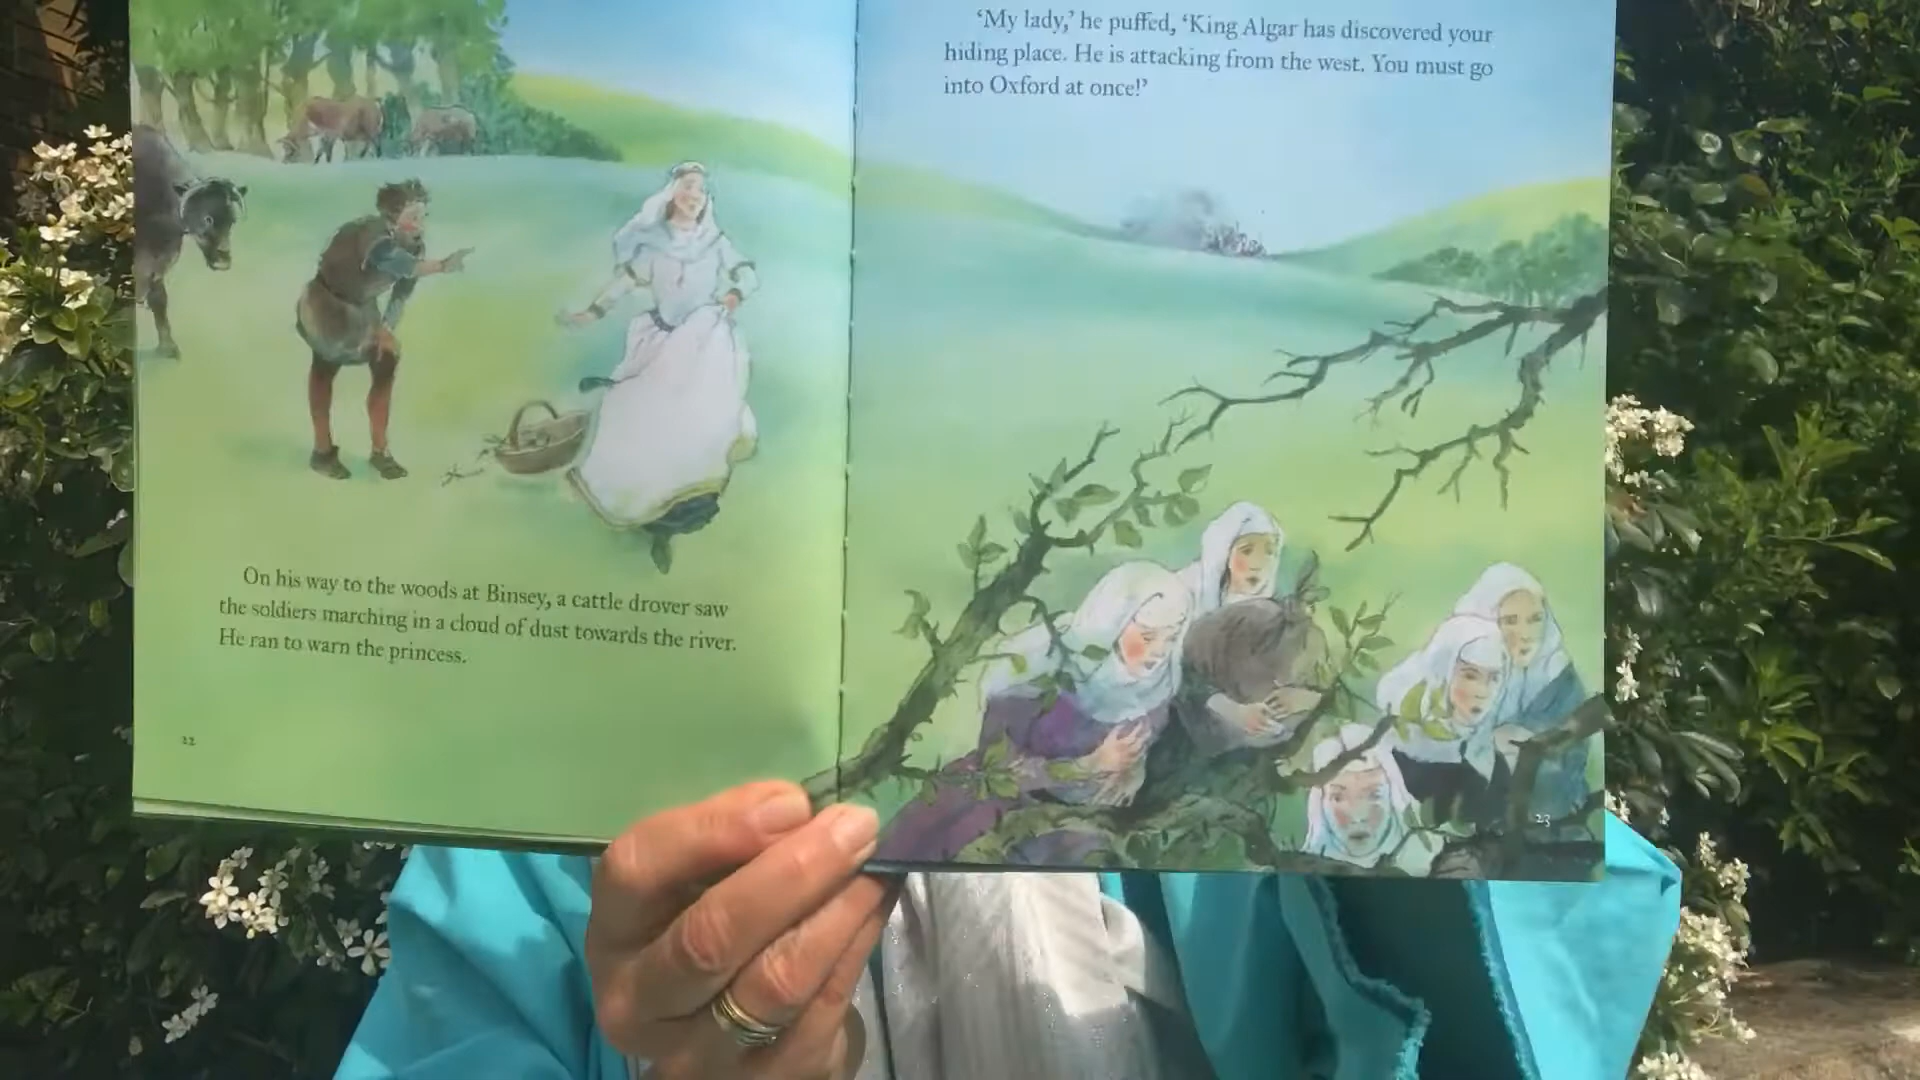 On his way to the woods at Binsey, a cattle drover saw
the soldiers marching in a cloud of dust towards the river.
He ran to warn the princess.
22
‘My lady,’ he puffed, ‘King Algar has discovered your
hiding place. He is attacking from the west. You must go
into Oxford at once!’
23